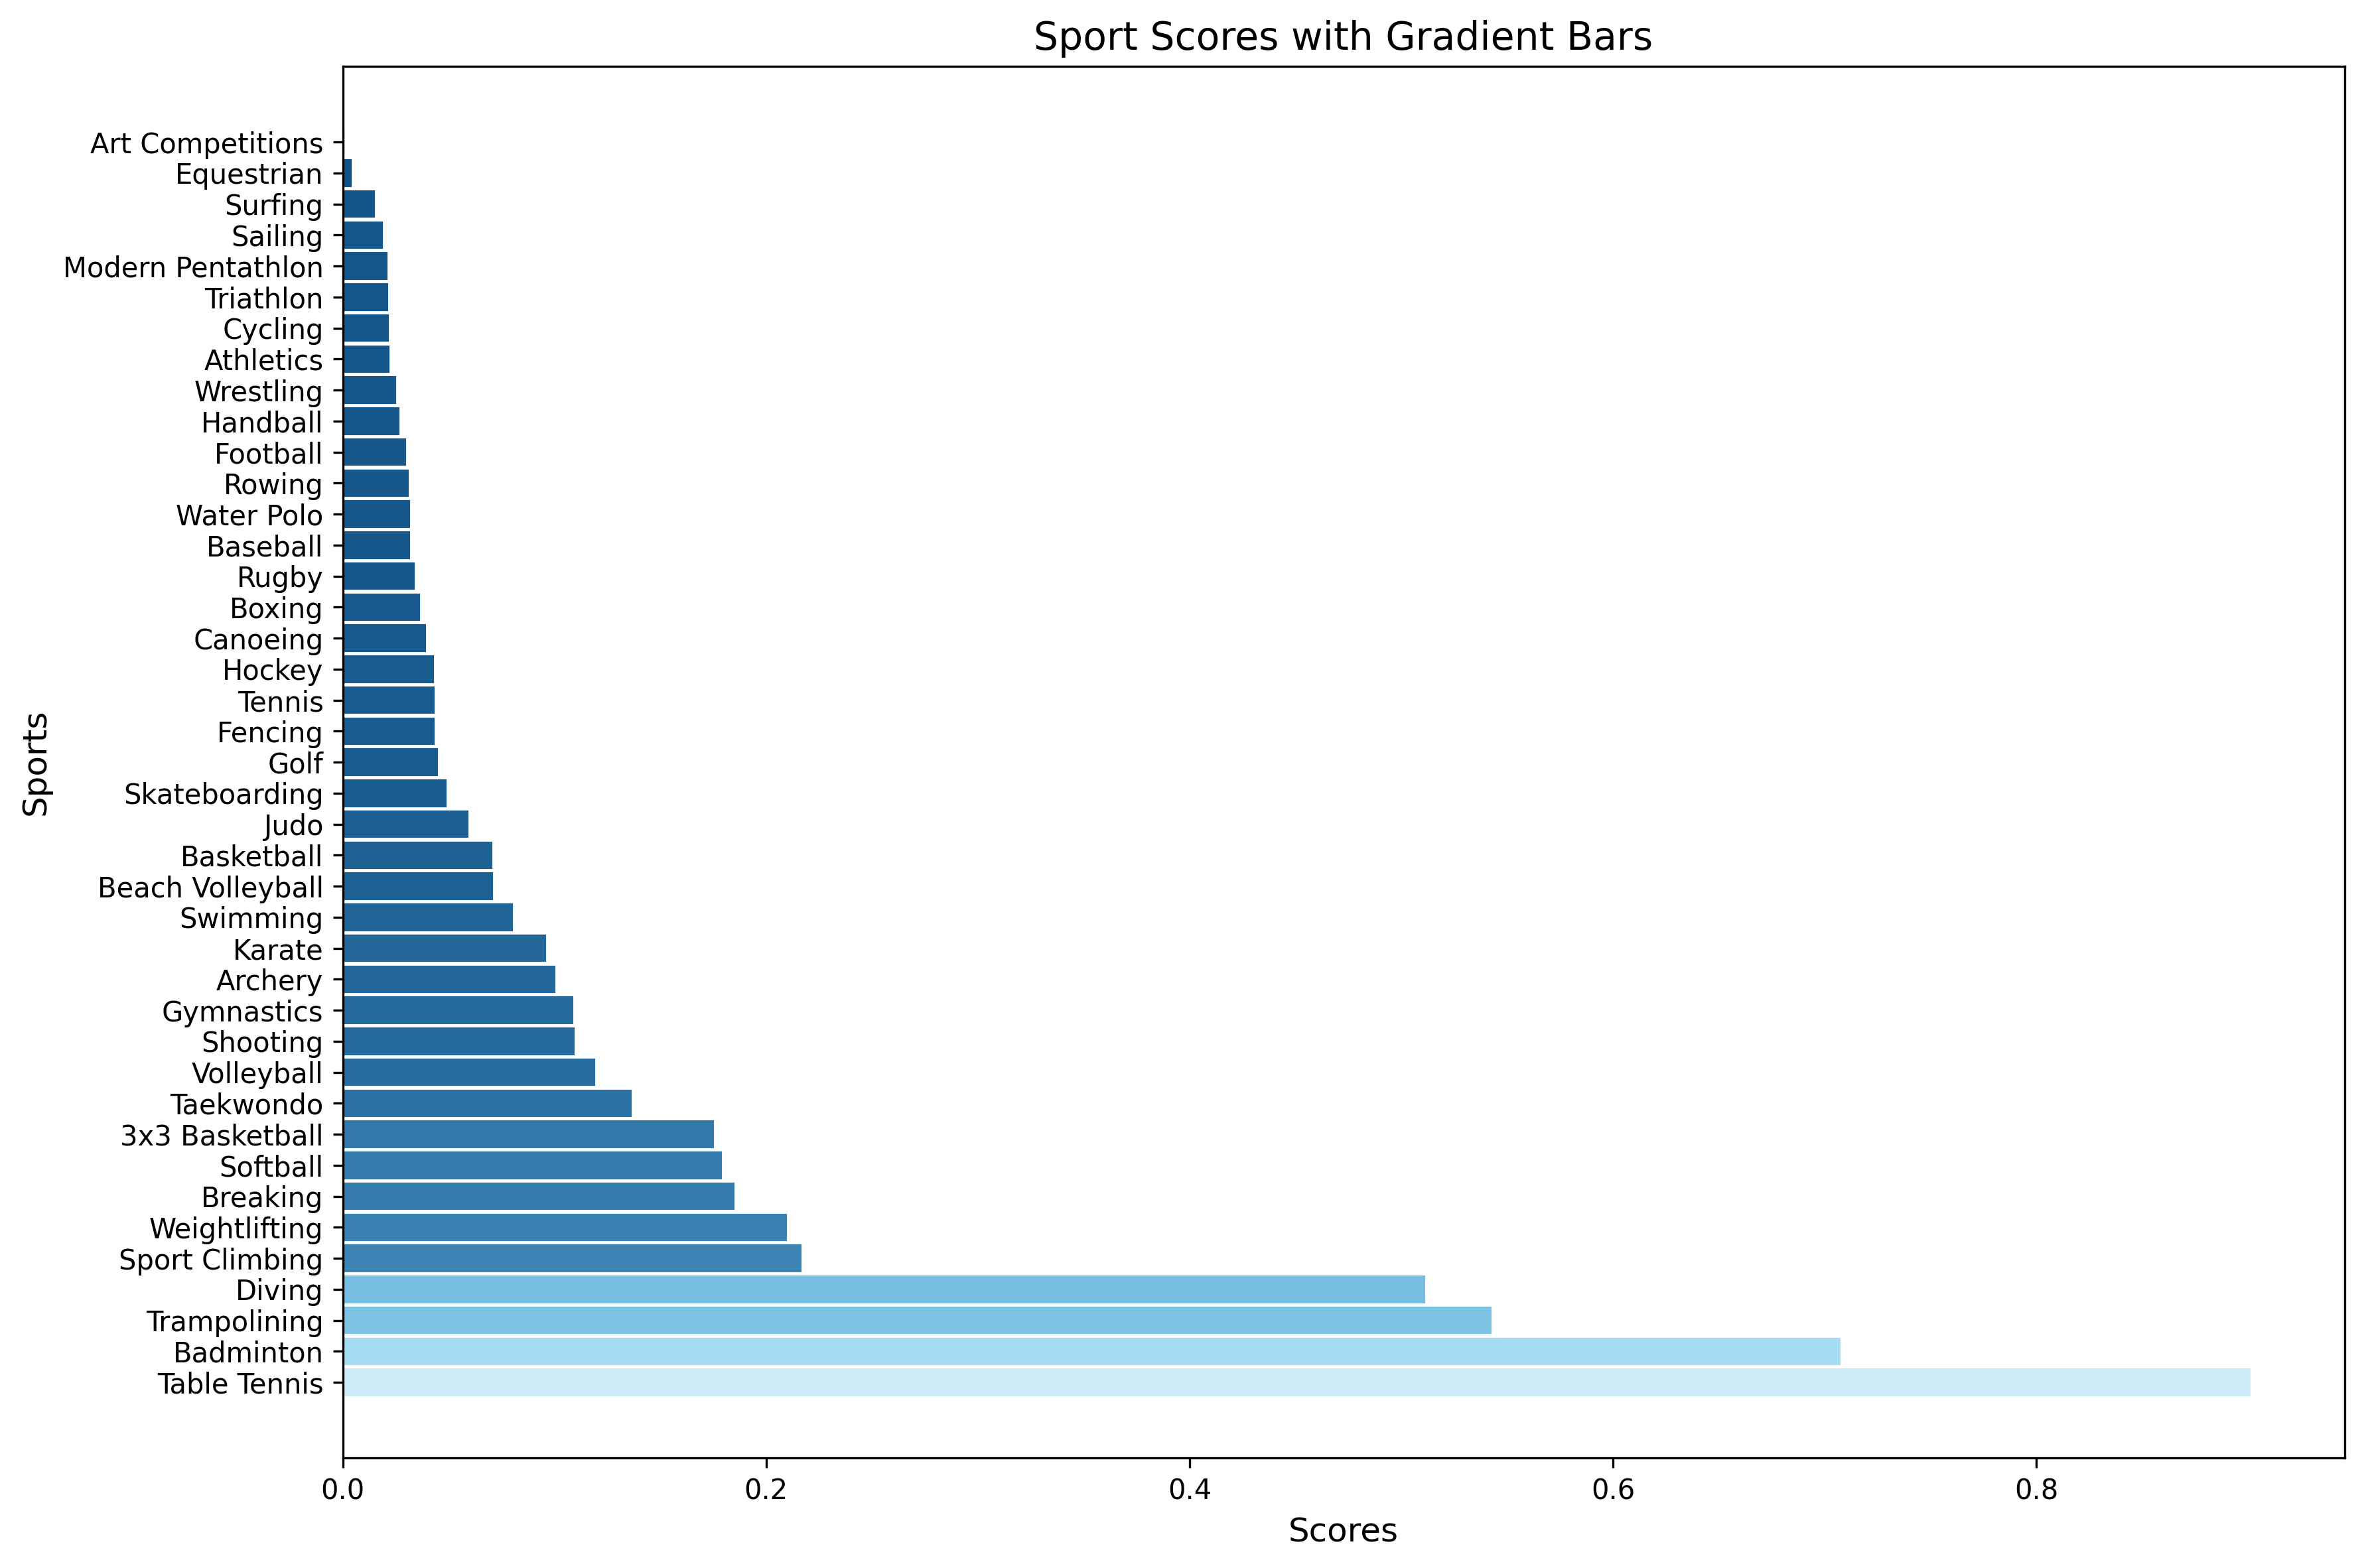 Sport Scores with Gradient Bars
Art Competitions
Equestrian
Surfing
Sailing
Modern Pentathlon
Triathlon
Cycling
Athletics
Wrestling
Handball
Football
Rowing
Water Polo
Baseball
Rugby
Boxing
Canoeing
Hockey
Tennis
Fencing
Golf
Skateboarding
Judo
Basketball
Beach Volleyball
Swimming
Karate
Archery
Gymnastics
Shooting
Volleyball
Taekwondo
3x3 Basketball
Softball
Breaking
Weightlifting
Sport Climbing
Diving
Trampolining
Badminton
Table Tennis
Sports
0.0 0.2 0.4 0.6 0.8
Scores